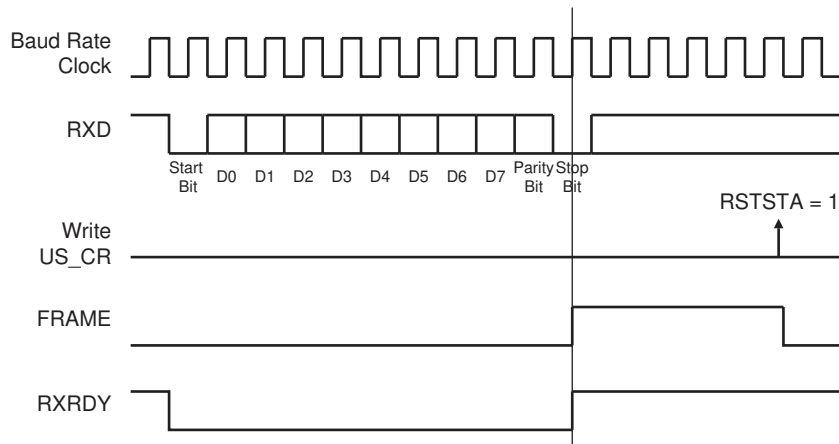 Baud Rate
Clock
RXD
Start
Bit
D0
D1
D2
D3
D4
D5
D6
D7
Parity
Bit
Stop
Bit
RSTSTA = 1
Write
US_CR
FRAME
RXRDY